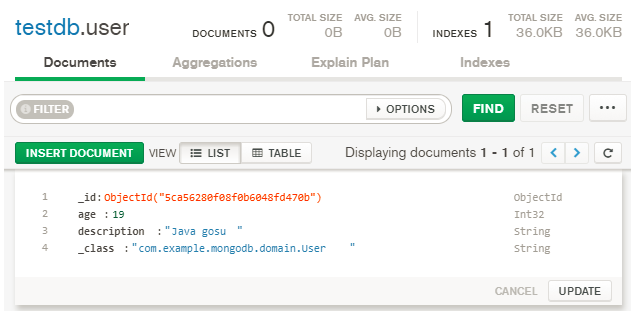 testdb.user
DOCUMENTS 0 TOTAL SIZE 0B AVG. SIZE 0B INDEXES 1 TOTAL SIZE 36.0KB AVG. SIZE 36.0KB
Documents Aggregations Explain Plan Indexes
FILTER OPTIONS FIND RESET ...
INSERT DOCUMENT VIEW LIST TABLE Displaying documents 1 - 1 of 1
1 _id:ObjectId("5ca56280f08f0b6048fd470b") ObjectId
2 age :19 Int32
3 description :"Java gosu " String
4 _class :"com.example.mongodb.domain.User " String
CANCEL UPDATE